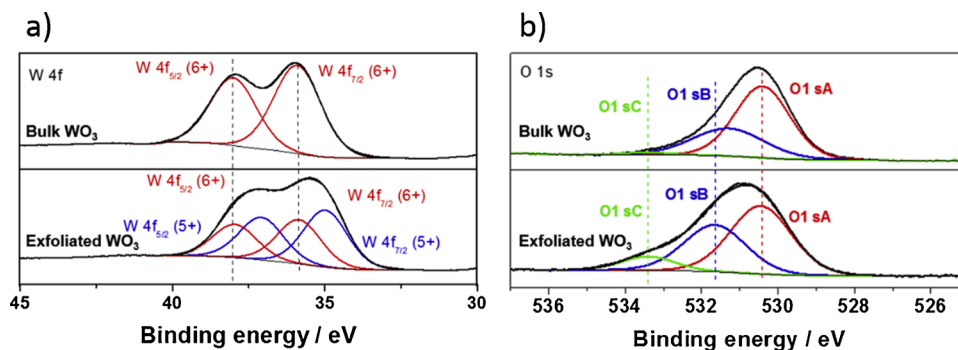 a)
W 4f
W 4f5/2 (6+)
W 4f7/2 (6+)
Bulk WO3
W 4f5/2 (6+)
W 4f7/2 (6+)
W 4f5/2 (5+)
Exfoliated WO3
W 4f7/2 (5+)
45 40 35 30
Binding energy / eV
b)
O 1s
O1 sC
O1 sB
O1 sA
Bulk WO3
O1 sC
O1 sB
O1 sA
Exfoliated WO3
536 534 532 530 528 526
Binding energy / eV